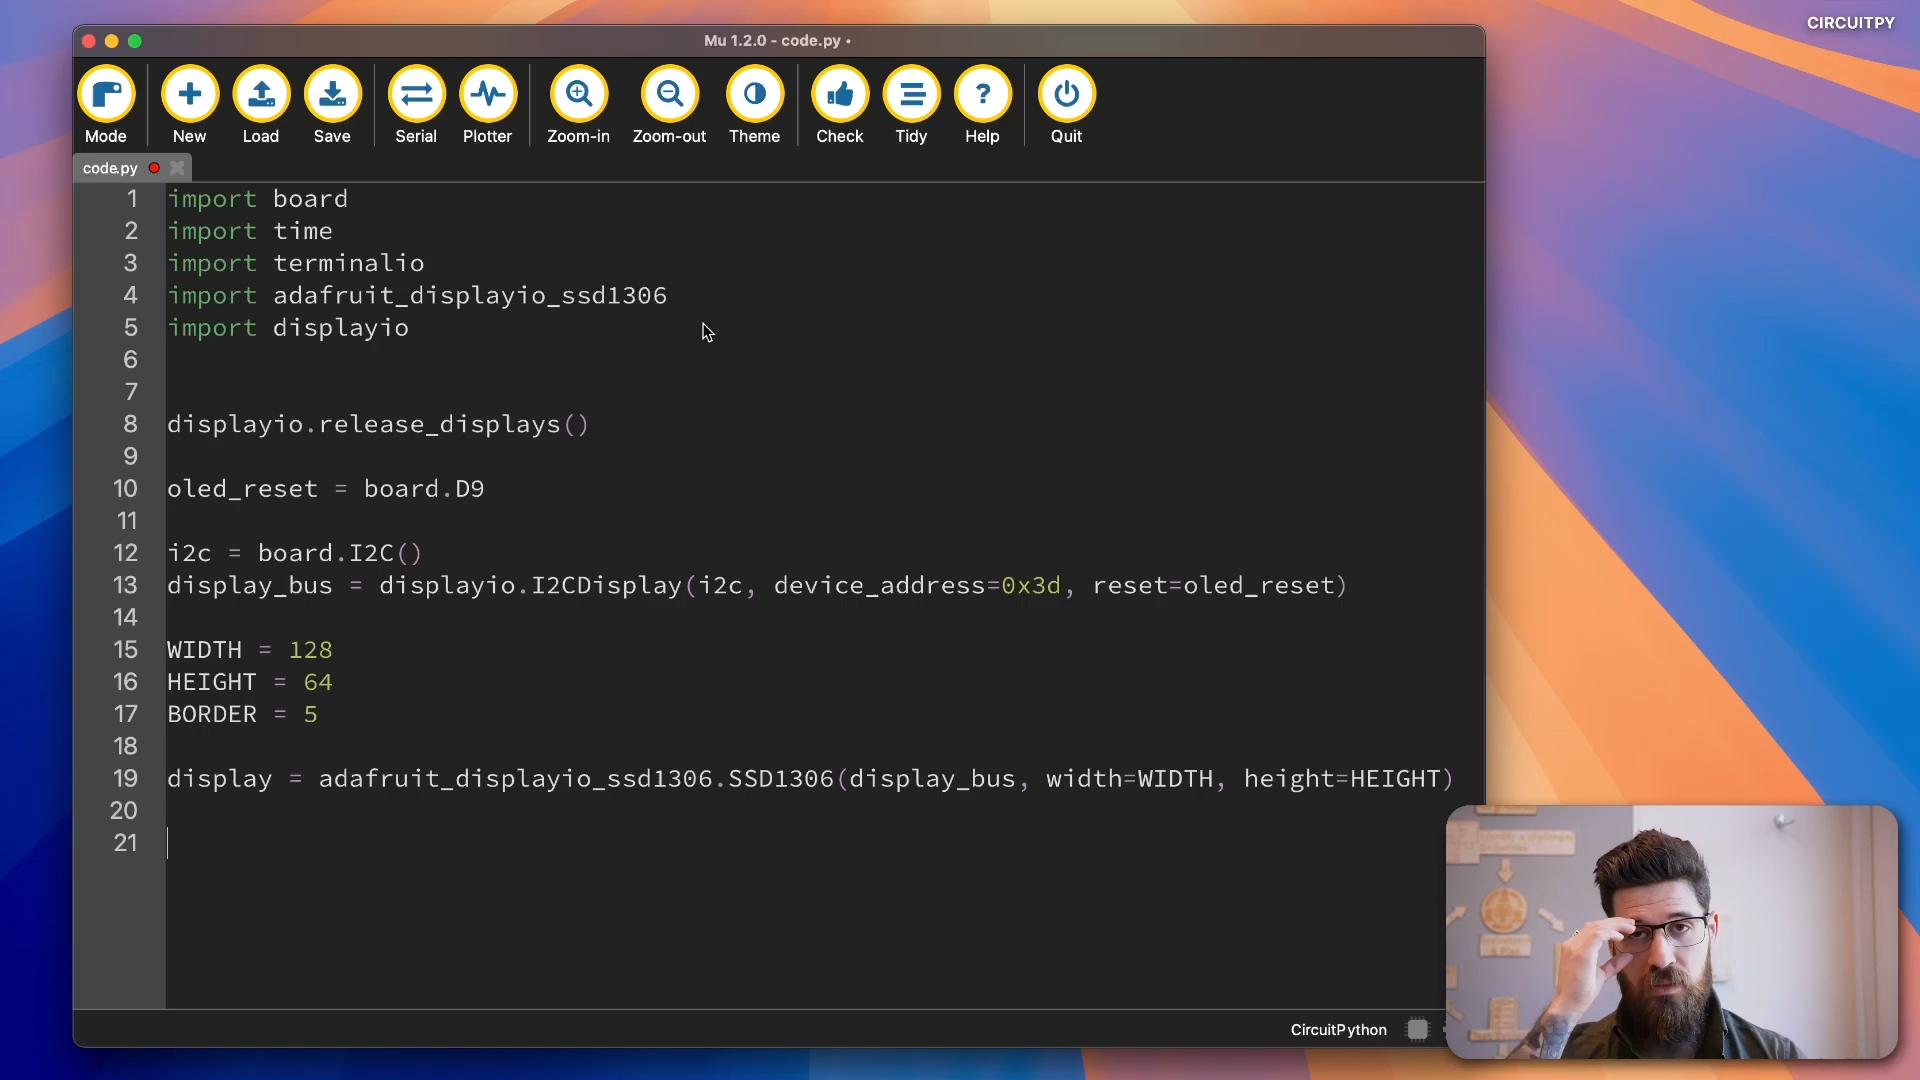 CIRCUITPY
Mu 1.2.0 - code.py •
Mode
New
Load
Save
Serial
Plotter
Zoom-in
Zoom-out
Theme
Check
Tidy
Help
Quit
code.py
1 import board
2 import time
3 import terminalio
4 import adafruit_displayio_ssd1306
5 import displayio
6
7
8 displayio.release_displays()
9
10 oled_reset = board.D9
11
12 i2c = board.I2C()
13 display_bus = displayio.I2CDisplay(i2c, device_address=0x3d, reset=oled_reset)
14
15 WIDTH = 128
16 HEIGHT = 64
17 BORDER = 5
18
19 display = adafruit_displayio_ssd1306.SSD1306(display_bus, width=WIDTH, height=HEIGHT)
20
21
CircuitPython